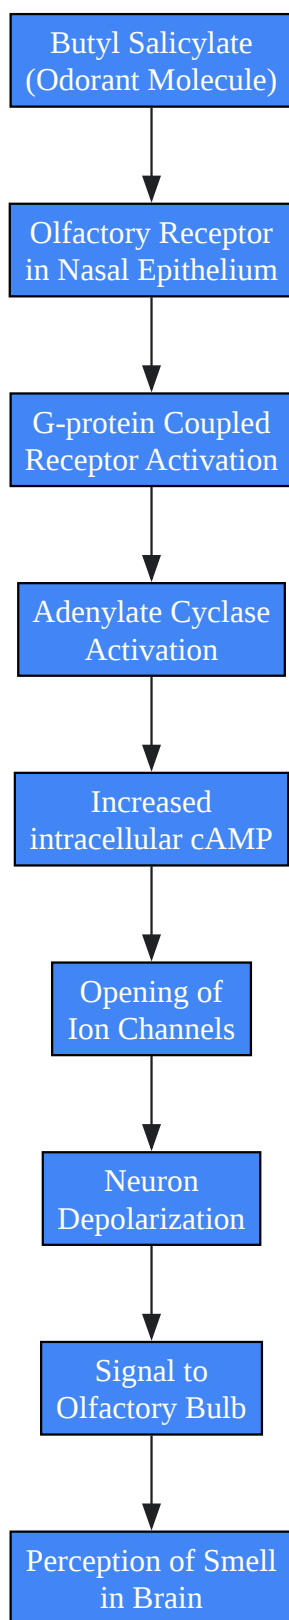 Butyl Salicylate
(Odorant Molecule)
Olfactory Receptor
in Nasal Epithelium
G-protein Coupled
Receptor Activation
Adenylate Cyclase
Activation
Increased
intracellular cAMP
Opening of
Ion Channels
Neuron
Depolarization
Signal to
Olfactory Bulb
Perception of Smell
in Brain